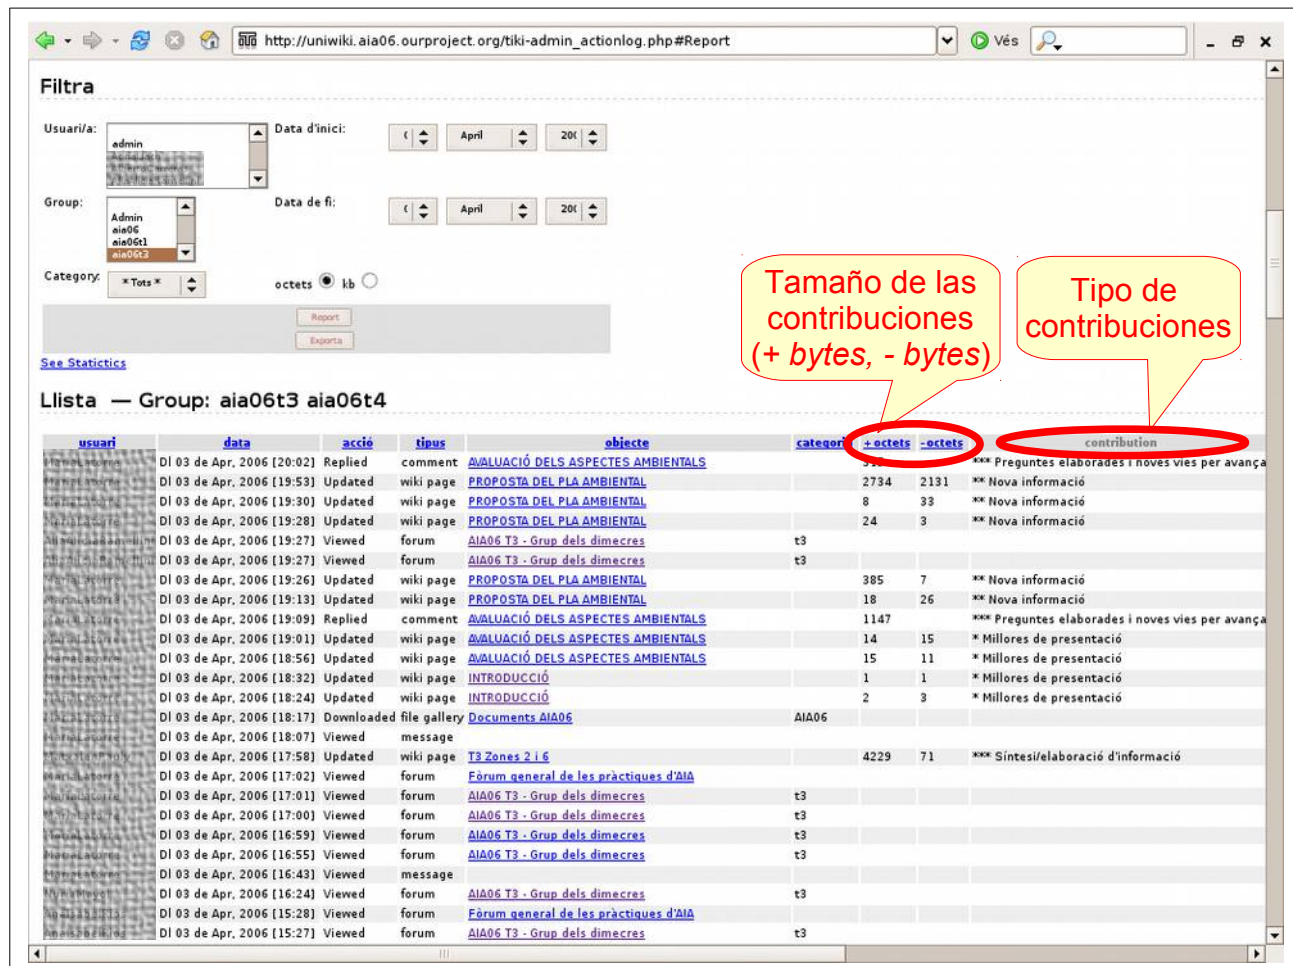 http://uniwiki.aia06.ourproject.org/tiki-admin_actionlog.php#Report Vés
Filtra
Usuari/a: admin Data d'inici: April 200
Group: Admin aia06 aia06t1 aia06t3 Data de fi: April 200
Category: *Tots* octets kb
Report
Exporta
See Statictics
Tamaño de las
contribuciones
(+ bytes, - bytes)
Tipo de
contribuciones
Llista — Group: aia06t3 aia06t4
usuari data acció tipus objecte categoria +octets -octets contribution
Dl 03 de Apr, 2006 [20:02] Replied comment AVALUACIÓ DELS ASPECTES AMBIENTALS *** Preguntes elaborades i noves vies per avança
Dl 03 de Apr, 2006 [19:53] Updated wiki page PROPOSTA DEL PLA AMBIENTAL 2734 2131 ** Nova informació
Dl 03 de Apr, 2006 [19:30] Updated wiki page PROPOSTA DEL PLA AMBIENTAL 8 33 ** Nova informació
Dl 03 de Apr, 2006 [19:28] Updated wiki page PROPOSTA DEL PLA AMBIENTAL 24 3 ** Nova informació
Dl 03 de Apr, 2006 [19:27] Viewed forum AIA06 T3 - Grup dels dimecres t3
Dl 03 de Apr, 2006 [19:27] Viewed forum AIA06 T3 - Grup dels dimecres t3
Dl 03 de Apr, 2006 [19:26] Updated wiki page PROPOSTA DEL PLA AMBIENTAL 385 7 ** Nova informació
Dl 03 de Apr, 2006 [19:13] Updated wiki page PROPOSTA DEL PLA AMBIENTAL 18 26 ** Nova informació
Dl 03 de Apr, 2006 [19:09] Replied comment AVALUACIÓ DELS ASPECTES AMBIENTALS 1147 *** Preguntes elaborades i noves vies per avança
Dl 03 de Apr, 2006 [19:01] Updated wiki page AVALUACIÓ DELS ASPECTES AMBIENTALS 14 15 * Millores de presentació
Dl 03 de Apr, 2006 [18:56] Updated wiki page AVALUACIÓ DELS ASPECTES AMBIENTALS 15 11 * Millores de presentació
Dl 03 de Apr, 2006 [18:32] Updated wiki page INTRODUCCIÓ 1 1 * Millores de presentació
Dl 03 de Apr, 2006 [18:24] Updated wiki page INTRODUCCIÓ 2 3 * Millores de presentació
Dl 03 de Apr, 2006 [18:17] Downloaded file gallery Documents AIA06 AIA06
Dl 03 de Apr, 2006 [18:07] Viewed message
Dl 03 de Apr, 2006 [17:58] Updated wiki page T3 Zones 2 i 6 4229 71 *** Síntesi/elaboració d'informació
Dl 03 de Apr, 2006 [17:02] Viewed forum Fòrum general de les pràctiques d'AIA
Dl 03 de Apr, 2006 [17:01] Viewed forum AIA06 T3 - Grup dels dimecres t3
Dl 03 de Apr, 2006 [17:00] Viewed forum AIA06 T3 - Grup dels dimecres t3
Dl 03 de Apr, 2006 [16:59] Viewed forum AIA06 T3 - Grup dels dimecres t3
Dl 03 de Apr, 2006 [16:55] Viewed forum AIA06 T3 - Grup dels dimecres t3
Dl 03 de Apr, 2006 [16:43] Viewed message
Dl 03 de Apr, 2006 [16:24] Viewed forum AIA06 T3 - Grup dels dimecres t3
Dl 03 de Apr, 2006 [15:28] Viewed forum Fòrum general de les pràctiques d'AIA
Dl 03 de Apr, 2006 [15:27] Viewed forum AIA06 T3 - Grup dels dimecres t3